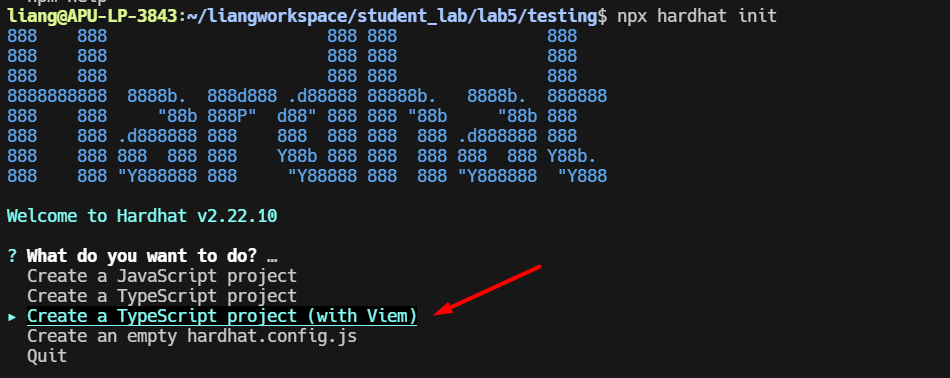 npm help
liang@APU-LP-3843:~/liangworkspace/student_lab/lab5/testing$ npx hardhat init
888    888                      888 888               888
888    888                      888 888               888
888    888                      888 888               888
8888888888  8888b.  888d888 .d88888 88888b.   8888b.  888888
888    888     "88b 888P"  d88" 888 888 "88b     "88b 888
888    888 .d888888 888    888  888 888  888 .d888888 888
888    888 888  888 888    Y88b 888 888  888 888  888 Y88b.
888    888 "Y888888 888     "Y88888 888  888 "Y888888  "Y888
Welcome to Hardhat v2.22.10
? What do you want to do? …
Create a JavaScript project
Create a TypeScript project
▸ Create a TypeScript project (with Viem)
Create an empty hardhat.config.js
Quit